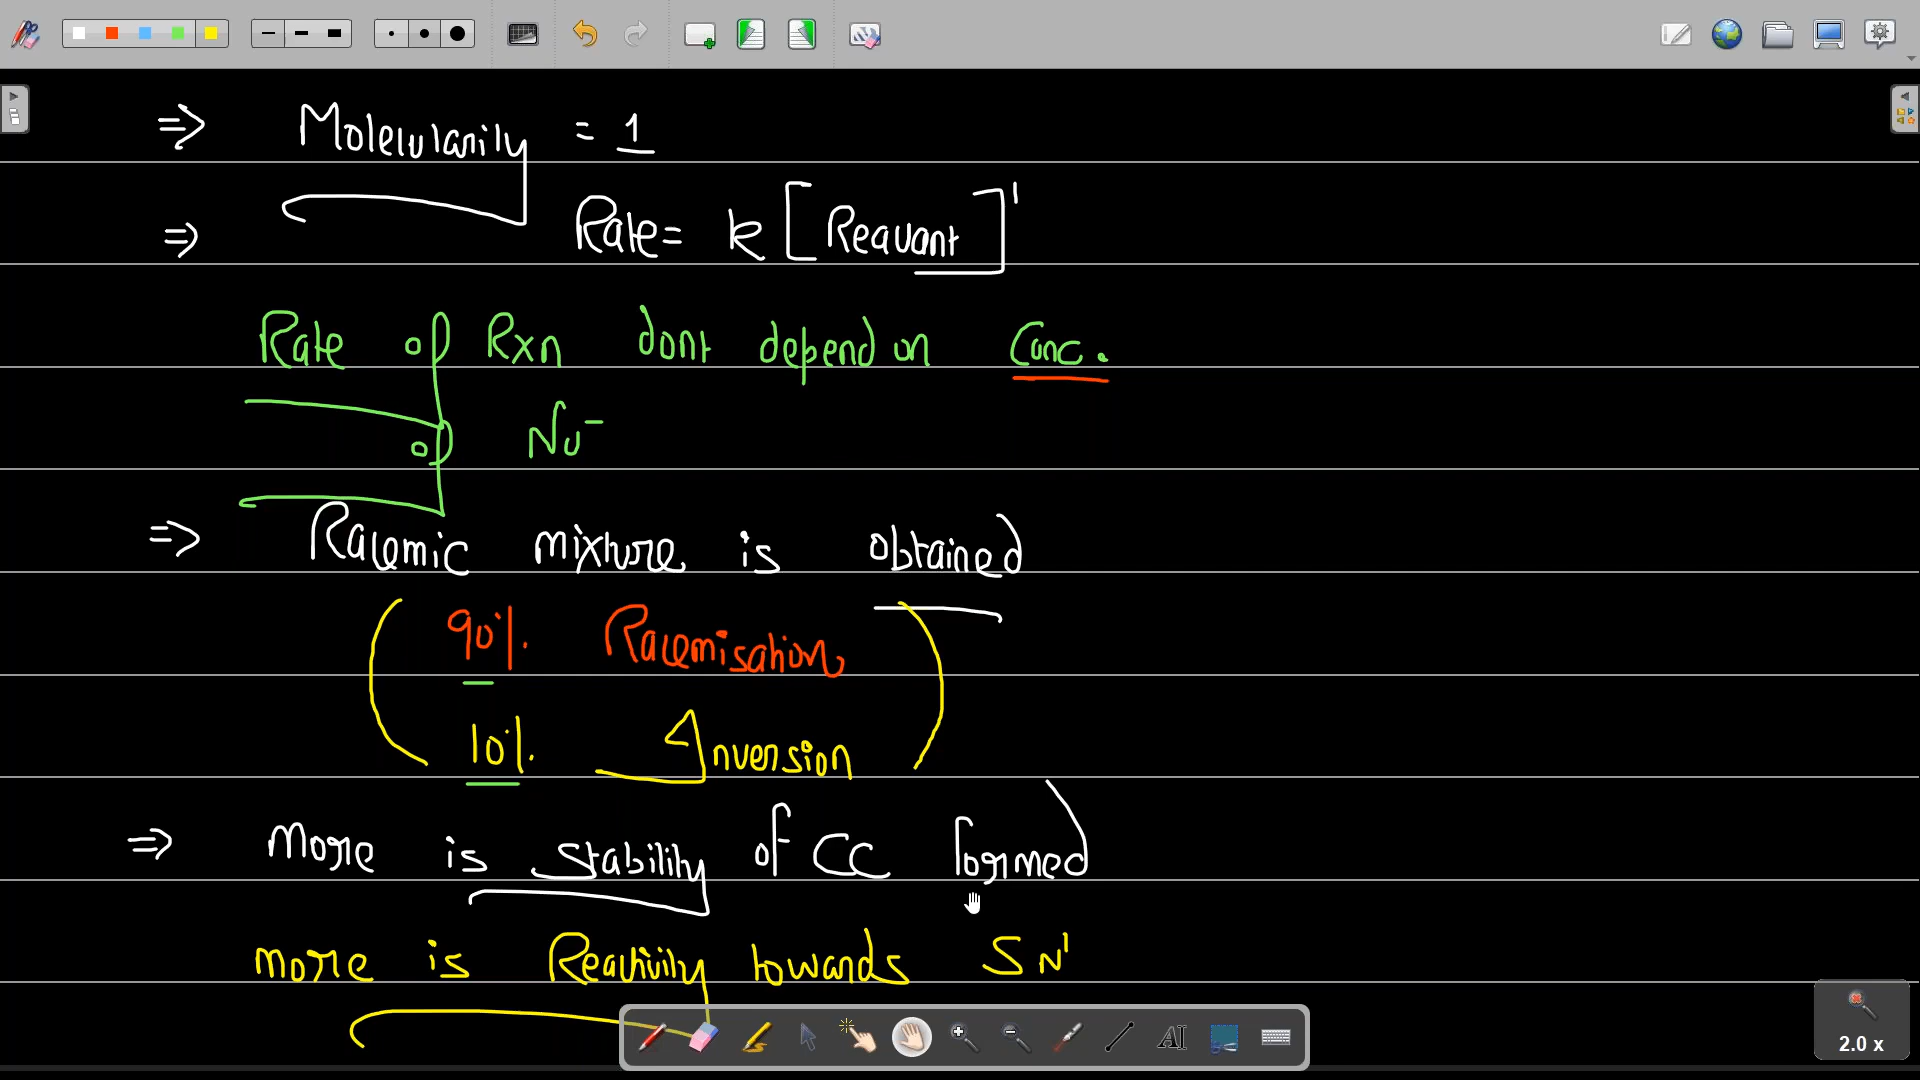 => Molecularity = 1
=> Rate = k [Reactant]¹
Rate of Rxn dont depend on Conc.
of Nu⁻
=> Racemic mixture is obtained
( 90% Racemisation
10% Inversion )
=> More is stability of CC formed
more is Reactivity towards SN¹
2.0 x